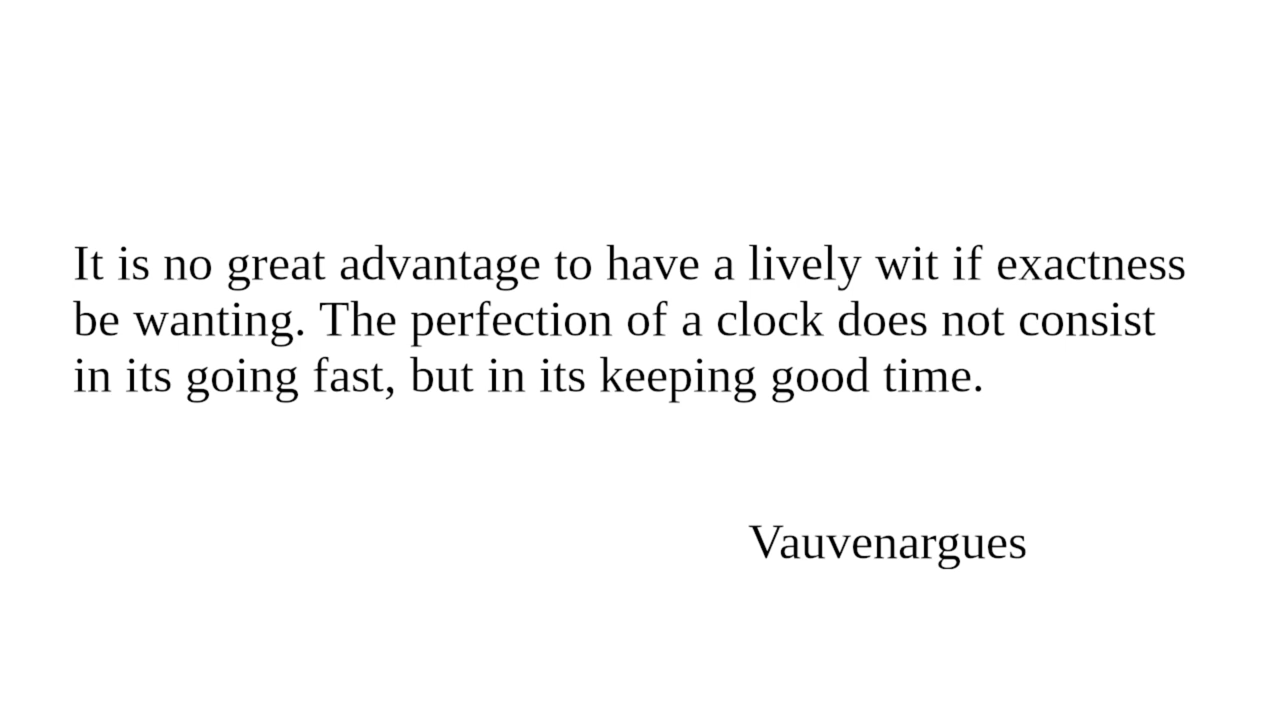 It is no great advantage to have a lively wit if exactness
be wanting. The perfection of a clock does not consist
in its going fast, but in its keeping good time.
Vauvenargues